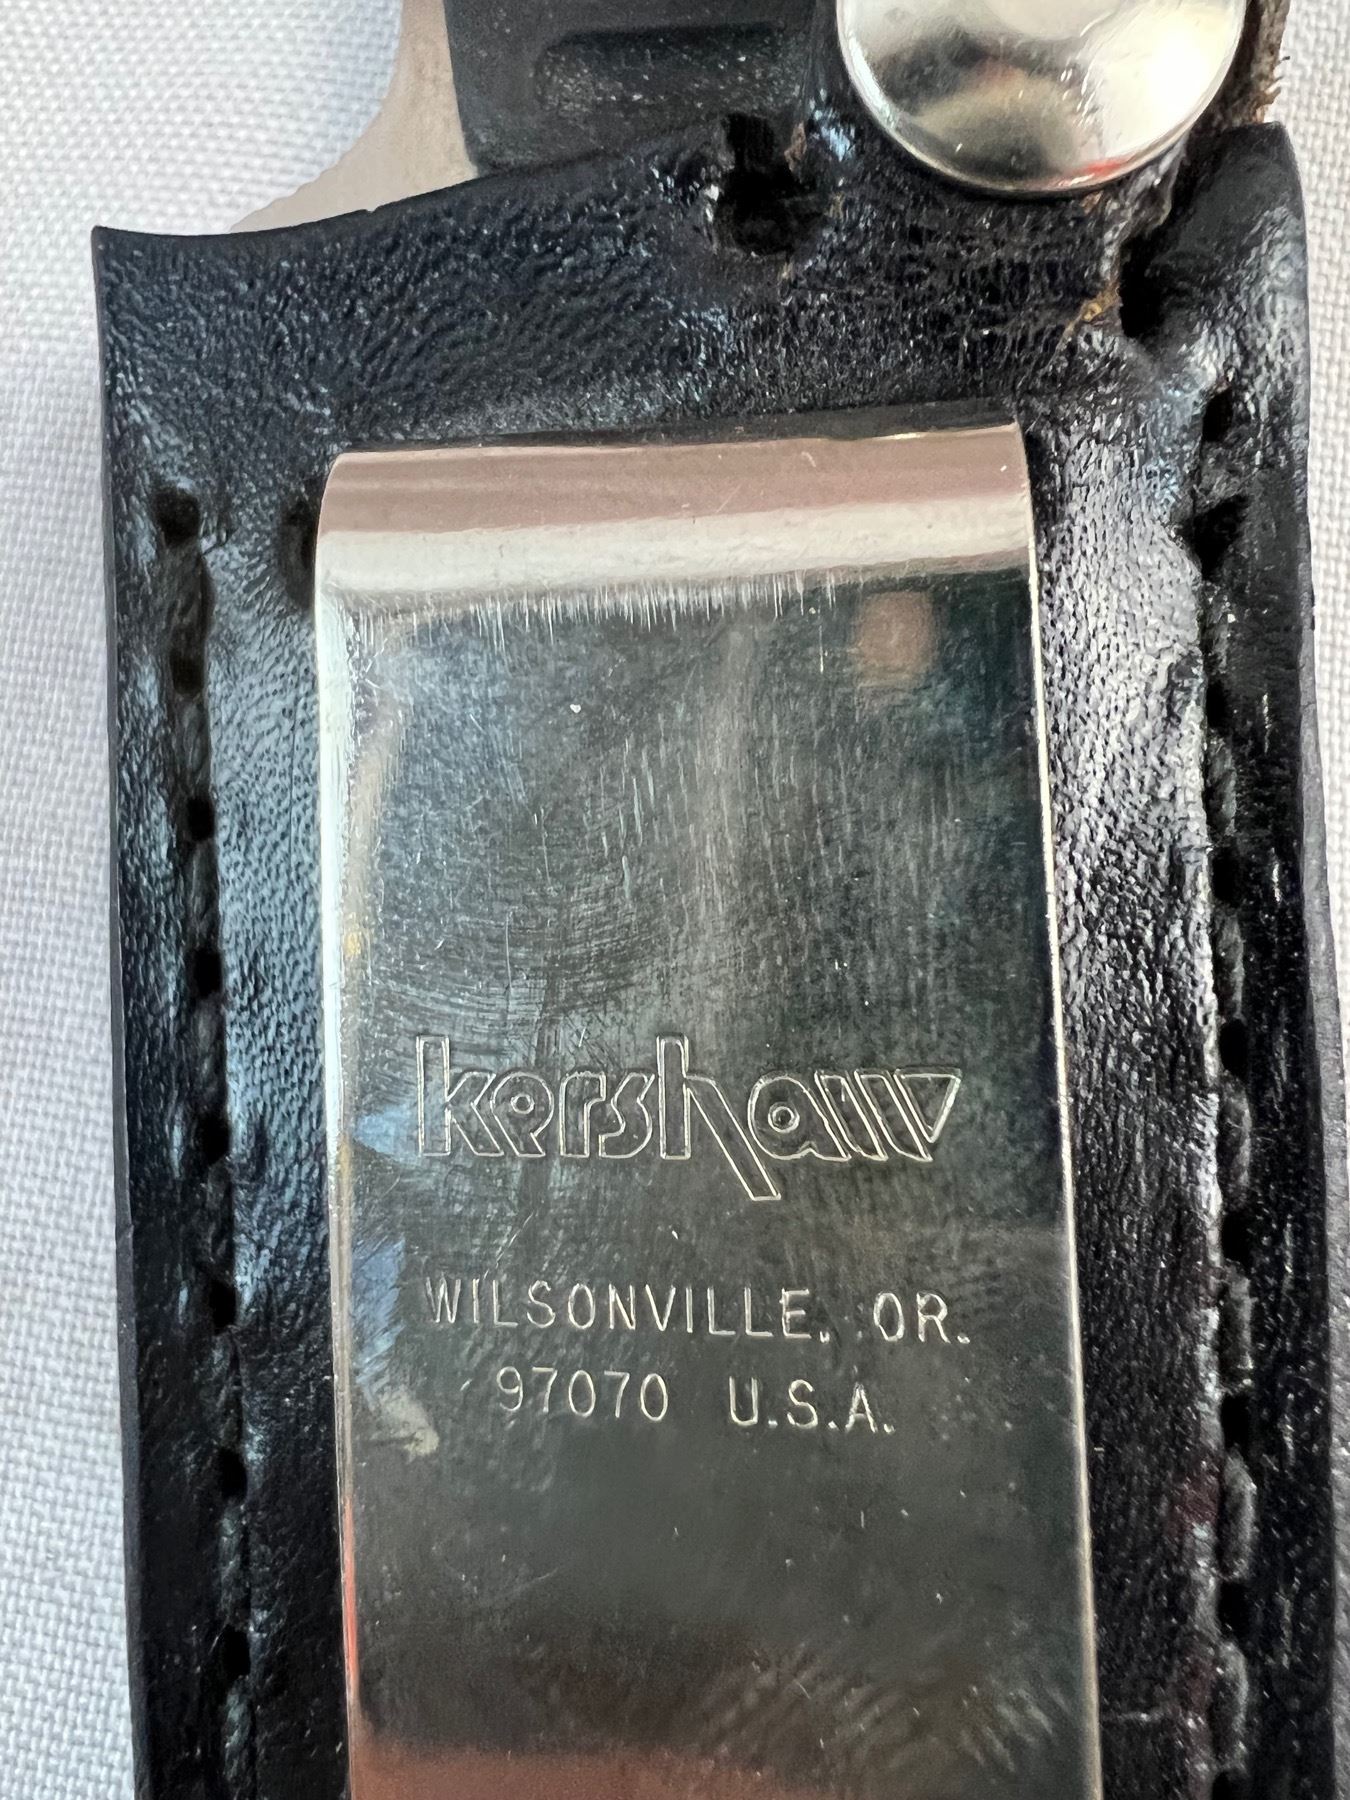 kershaw
WILSONVILLE, OR.
97070 U.S.A.